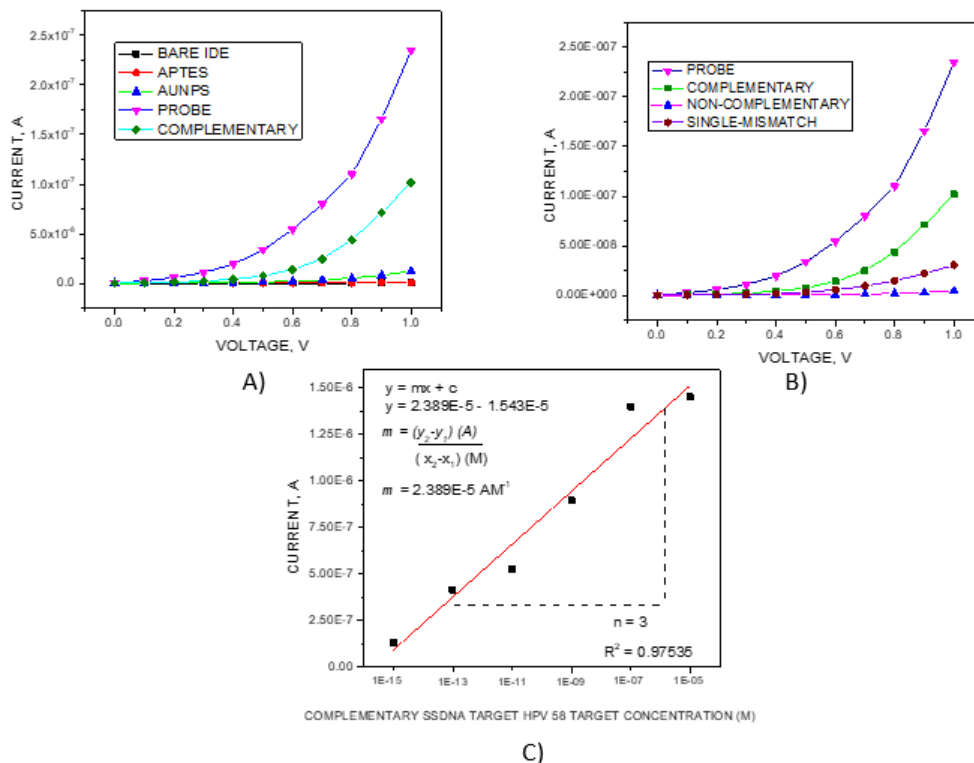 2.5x10⁻⁷
2.0x10⁻⁷
1.5x10⁻⁷
1.0x10⁻⁷
5.0x10⁻⁸
0.0
CURRENT, A
BARE IDE
APTES
AUNPS
PROBE
COMPLEMENTARY
0.0 0.2 0.4 0.6 0.8 1.0
VOLTAGE, V
A)
2.50E-007
2.00E-007
1.50E-007
1.00E-007
5.00E-008
0.00E+000
CURRENT, A
PROBE
COMPLEMENTARY
NON-COMPLEMENTARY
SINGLE-MISMATCH
0.0 0.2 0.4 0.6 0.8 1.0
VOLTAGE, V
B)
1.50E-6
1.25E-6
1.00E-6
7.50E-7
5.00E-7
2.50E-7
0.00
CURRENT, A
y = mx + c
y = 2.389E-5 - 1.543E-5
m = (y₂-y₁) (A)
( x₂-x₁) (M)
m = 2.389E-5 AM⁻¹
n = 3
R² = 0.97535
1E-15 1E-13 1E-11 1E-09 1E-07 1E-05
COMPLEMENTARY SSDNA TARGET HPV 58 TARGET CONCENTRATION (M)
C)